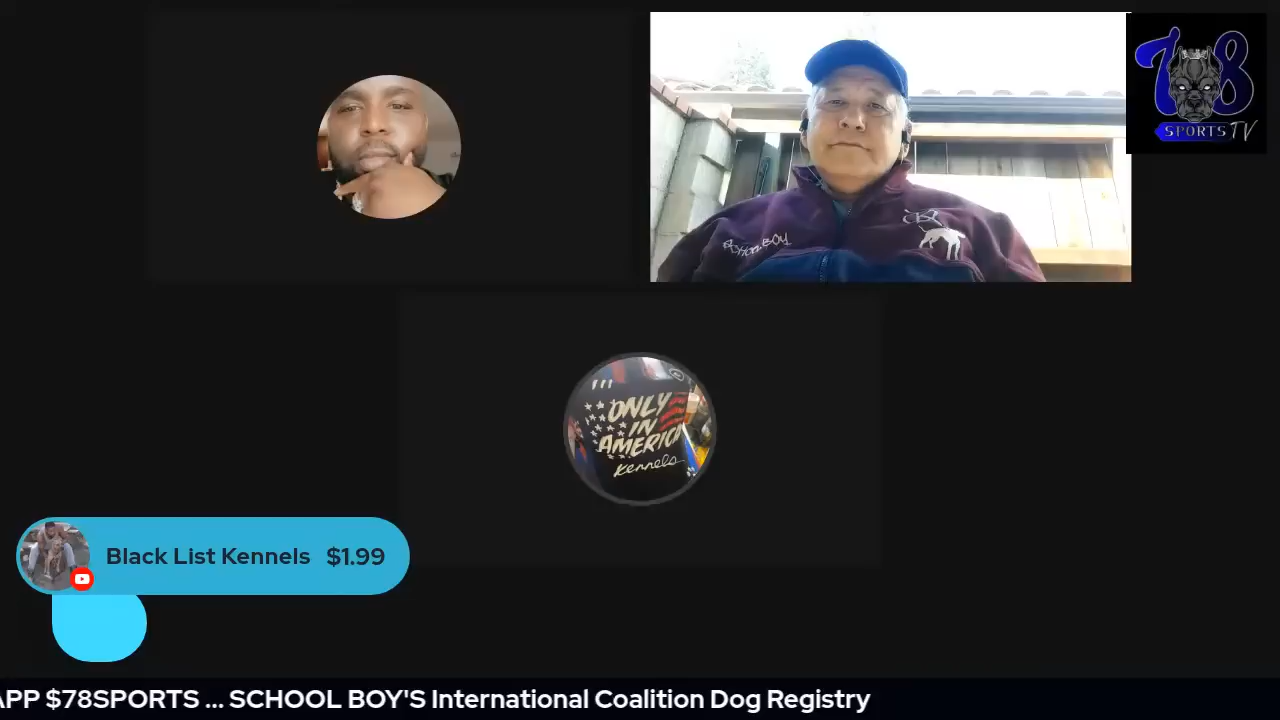 78
SPORTS TV
ONLY
IN
AMERICA
Kennels
Black List Kennels $1.99
APP $78SPORTS ... SCHOOL BOY'S International Coalition Dog Registry